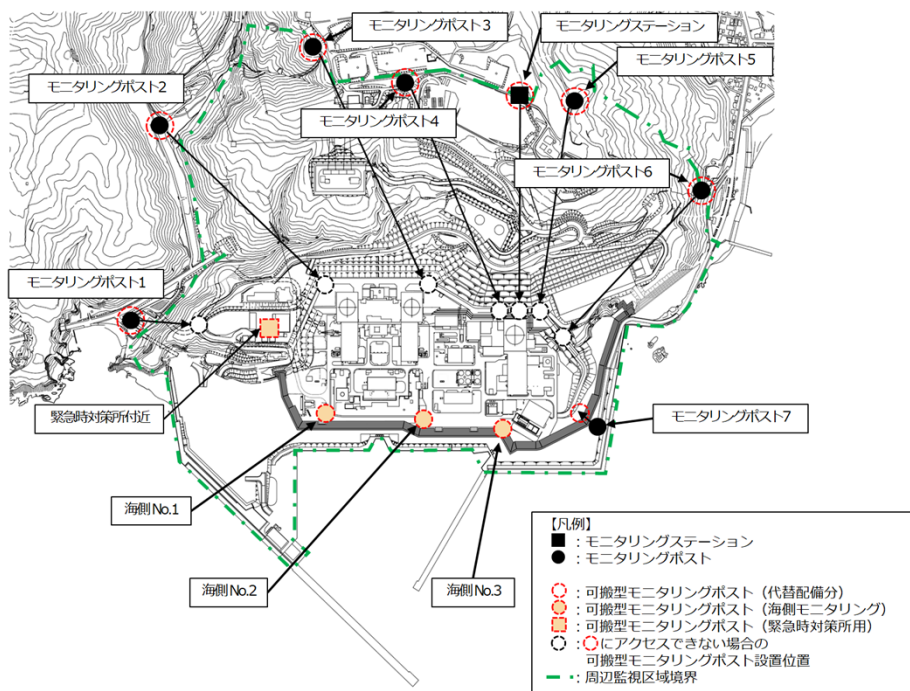 モニタリングポスト3
モニタリングステーション
モニタリングポスト5
モニタリングポスト2
モニタリングポスト4
モニタリングポスト6
モニタリングポスト1
緊急時対策所付近
モニタリングポスト7
海側No.1
海側No.2
海側No.3
【凡例】
■:モニタリングステーション
●:モニタリングポスト
:可搬型モニタリングポスト(代替配備分)
:可搬型モニタリングポスト(海側モニタリング)
:可搬型モニタリングポスト(緊急時対策所用)
:にアクセスできない場合の
可搬型モニタリングポスト設置位置
:周辺監視区域境界